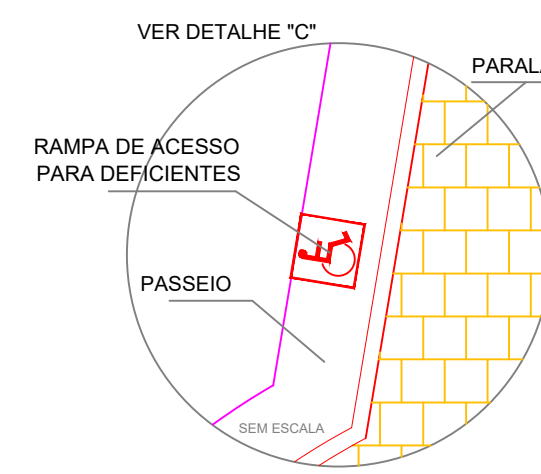 VER DETALHE "C"
PARALA
RAMPA DE ACESSO
PARA DEFICIENTES
PASSEIO
SEM ESCALA